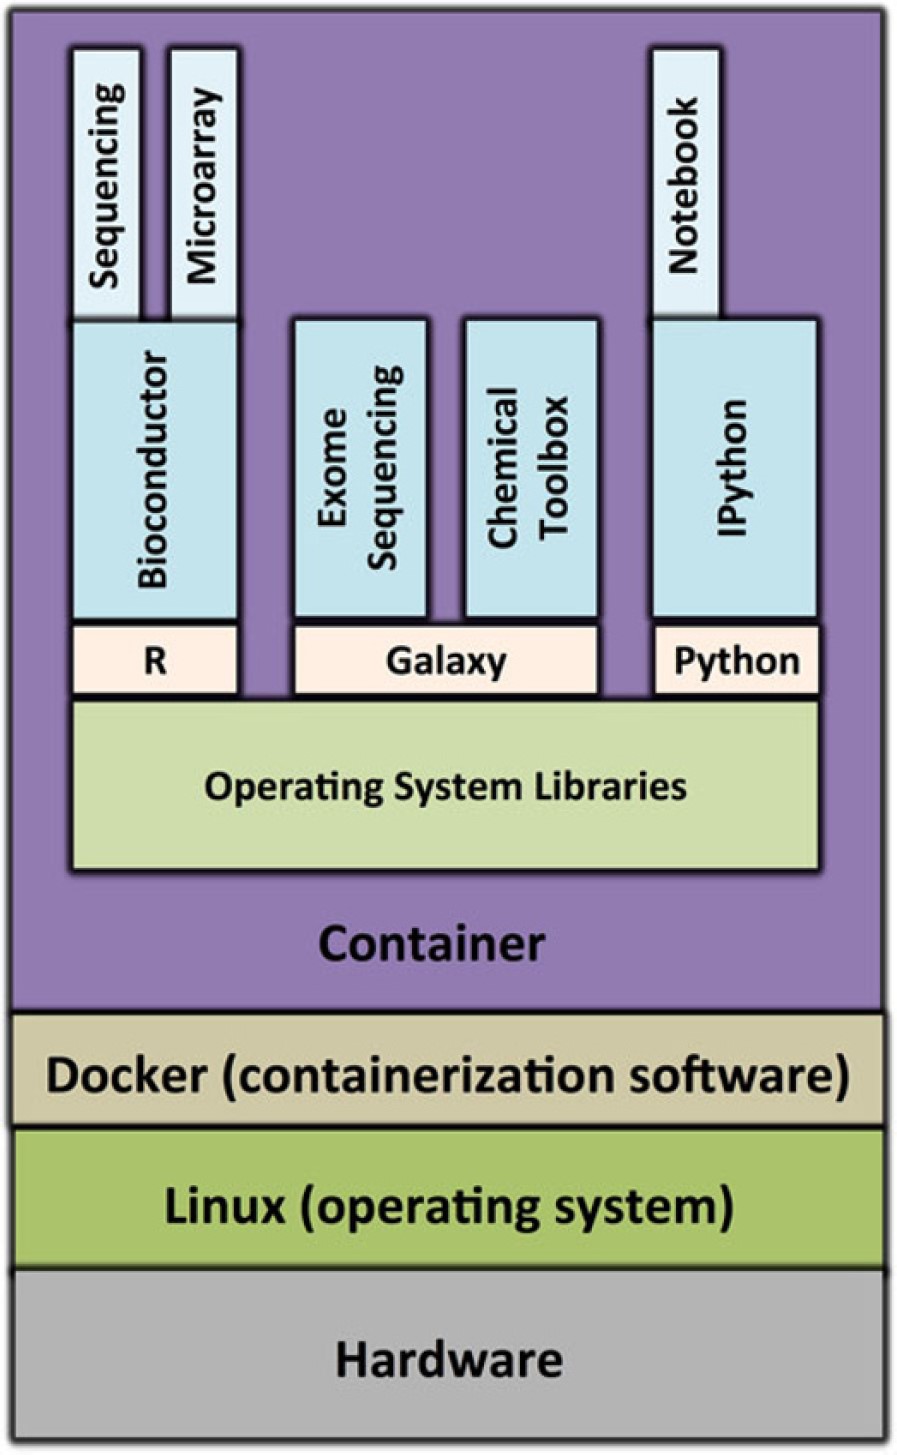 Sequencing
Microarray
Notebook
Bioconductor
Exome
Sequencing
Chemical
Toolbox
IPython
R
Galaxy
Python
Operating System Libraries
Container
Docker (containerization software)
Linux (operating system)
Hardware